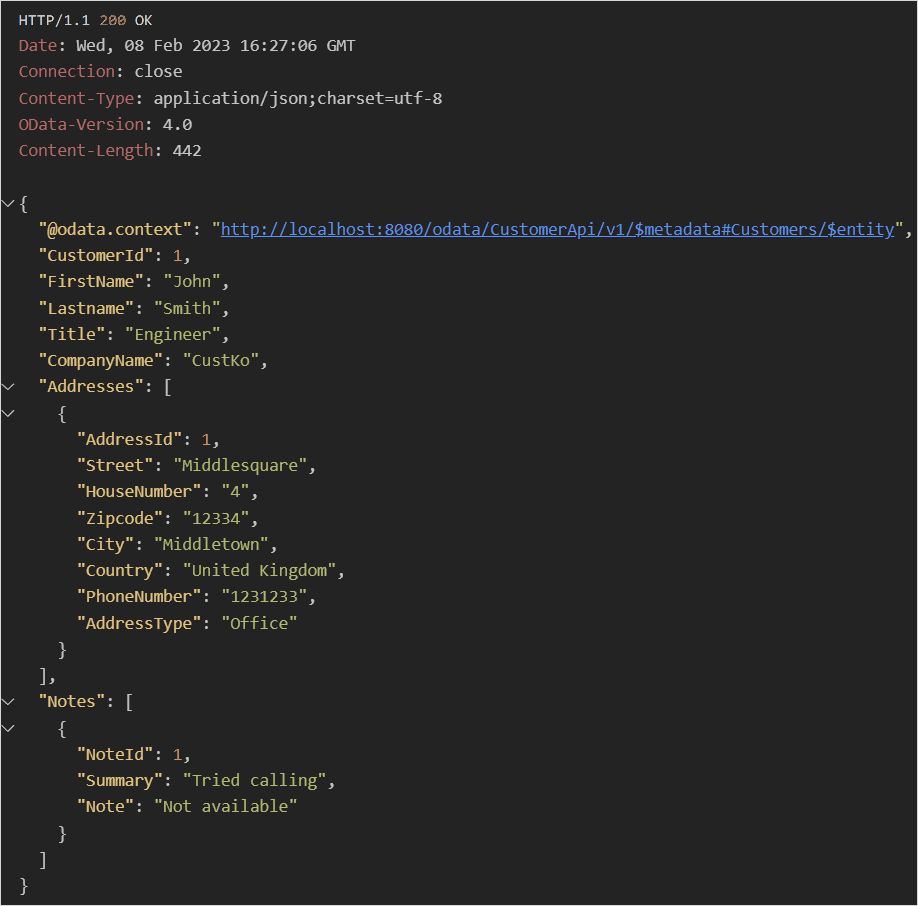 HTTP/1.1 200 OK
Date: Wed, 08 Feb 2023 16:27:06 GMT
Connection: close
Content-Type: application/json;charset=utf-8
OData-Version: 4.0
Content-Length: 442

{
  "@odata.context": "http://localhost:8080/odata/CustomerApi/v1/$metadata#Customers/$entity",
  "CustomerId": 1,
  "FirstName": "John",
  "Lastname": "Smith",
  "Title": "Engineer",
  "CompanyName": "CustKo",
  "Addresses": [
    {
      "AddressId": 1,
      "Street": "Middlesquare",
      "HouseNumber": "4",
      "Zipcode": "12334",
      "City": "Middletown",
      "Country": "United Kingdom",
      "PhoneNumber": "1231233",
      "AddressType": "Office"
    }
  ],
  "Notes": [
    {
      "NoteId": 1,
      "Summary": "Tried calling",
      "Note": "Not available"
    }
  ]
}